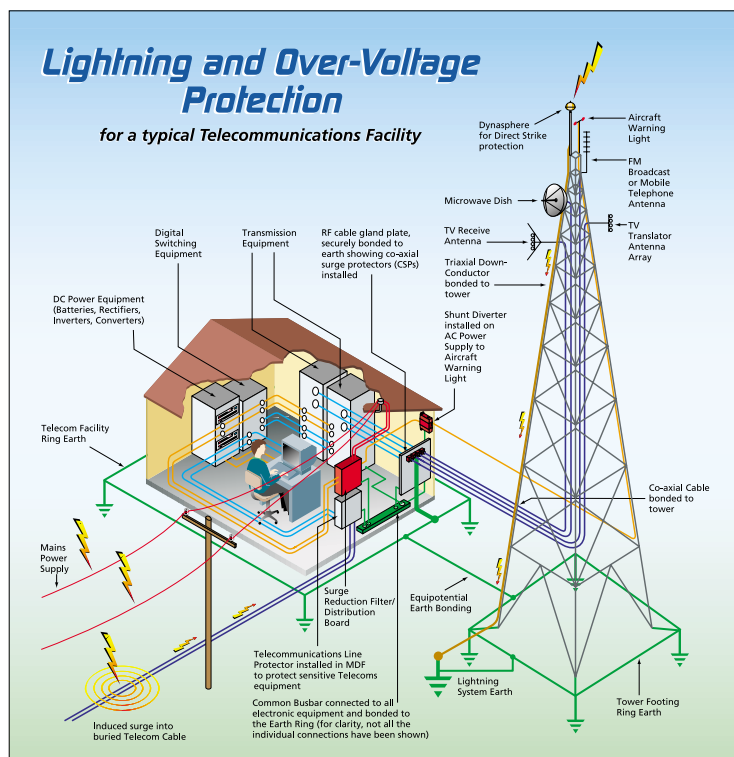 Lightning and Over-Voltage
Protection
for a typical Telecommunications Facility
Dynasphere
for Direct Strike
protection
Aircraft
Warning
Light
FM
Broadcast
or Mobile
Telephone
Antenna
Microwave Dish
TV Receive
Antenna
TV
Translator
Antenna
Array
Triaxial Down-
Conductor
bonded to
tower
Digital
Switching
Equipment
Transmission
Equipment
RF cable gland plate,
securely bonded to
earth showing co-axial
surge protectors (CSPs)
installed
DC Power Equipment
(Batteries, Rectifiers,
Inverters, Converters)
Shunt Diverter
installed on
AC Power
Supply to
Aircraft
Warning
Light
Telecom Facility
Ring Earth
Co-axial Cable
bonded to
tower
Mains
Power
Supply
Surge
Reduction Filter/
Distribution
Board
Equipotential
Earth Bonding
Telecommunications Line
Protector installed in MDF
to protect sensitive Telecoms
equipment
Lightning
System Earth
Tower Footing
Ring Earth
Common Busbar connected to all
electronic equipment and bonded to
the Earth Ring (for clarity, not all the
individual connections have been shown)
Induced surge into
buried Telecom Cable